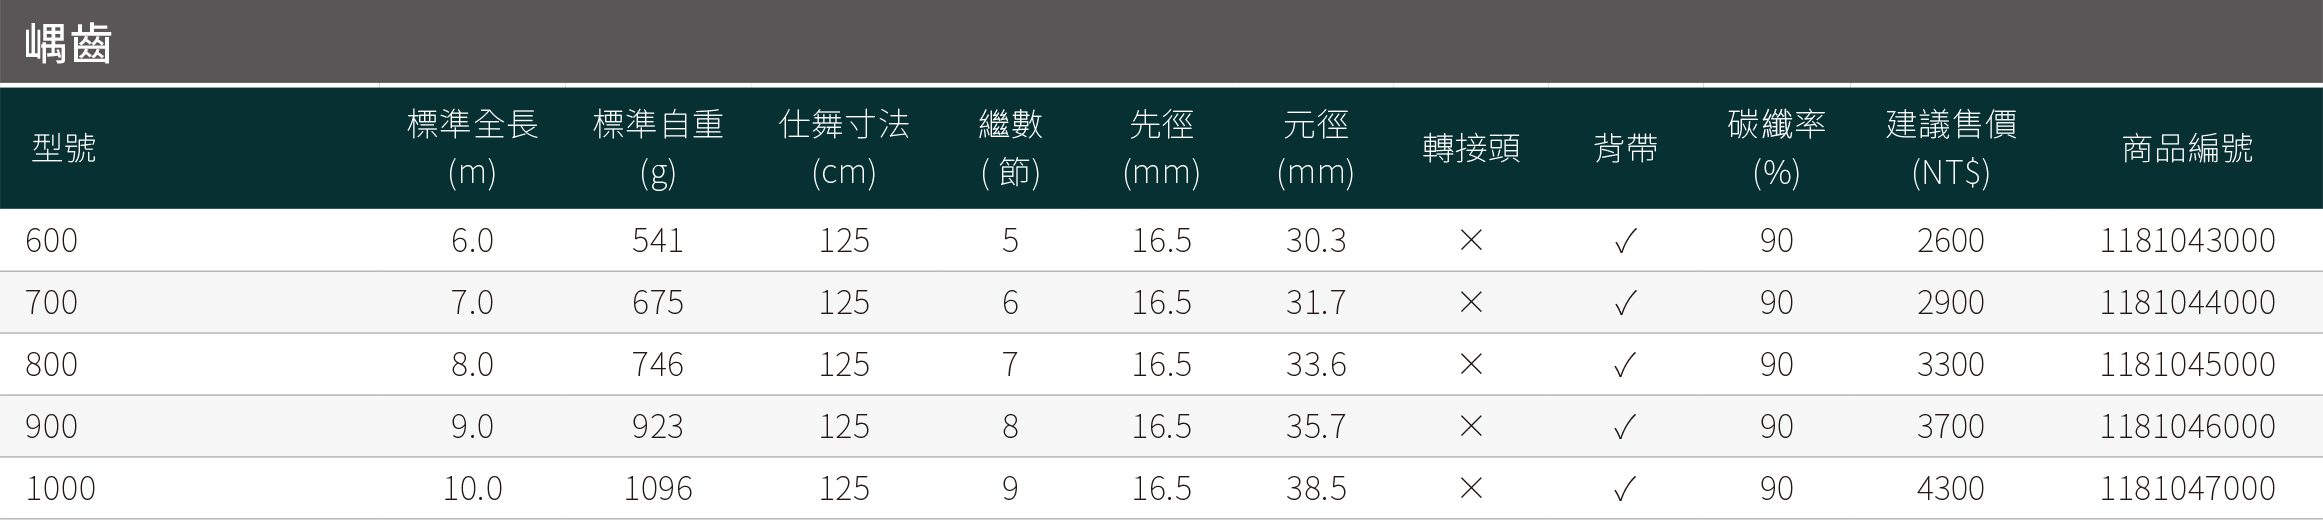 嵎齒
型號 標準全長 (m) 標準自重 (g) 仕舞寸法 (cm) 繼數 ( 節) 先徑 (mm) 元徑 (mm) 轉接頭 背帶 碳纖率 (%) 建議售價 (NT$) 商品編號
600 6.0 541 125 5 16.5 30.3 × ✓ 90 2600 1181043000
700 7.0 675 125 6 16.5 31.7 × ✓ 90 2900 1181044000
800 8.0 746 125 7 16.5 33.6 × ✓ 90 3300 1181045000
900 9.0 923 125 8 16.5 35.7 × ✓ 90 3700 1181046000
1000 10.0 1096 125 9 16.5 38.5 × ✓ 90 4300 1181047000